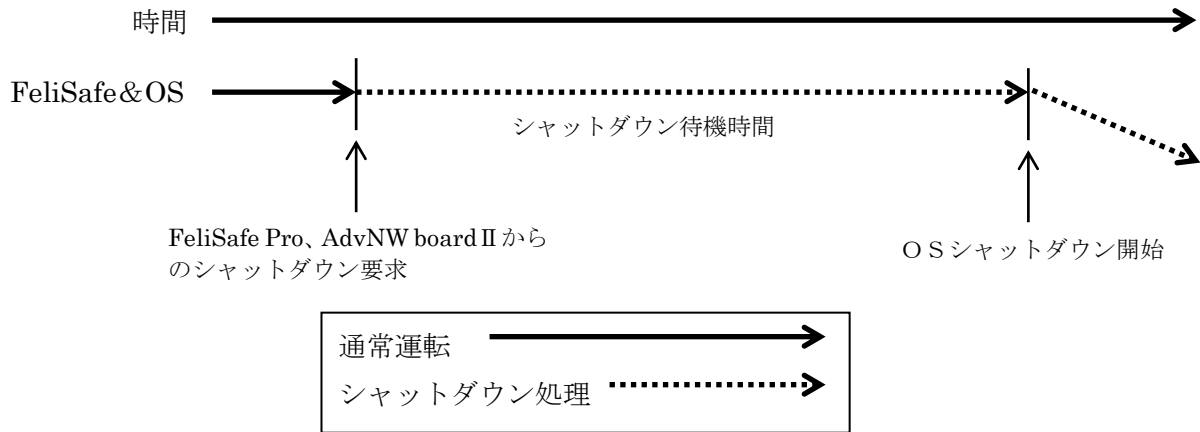 時間
FeliSafe＆OS
シャットダウン待機時間
FeliSafe Pro、AdvNW boardⅡから
のシャットダウン要求
ＯＳシャットダウン開始
通常運転
シャットダウン処理